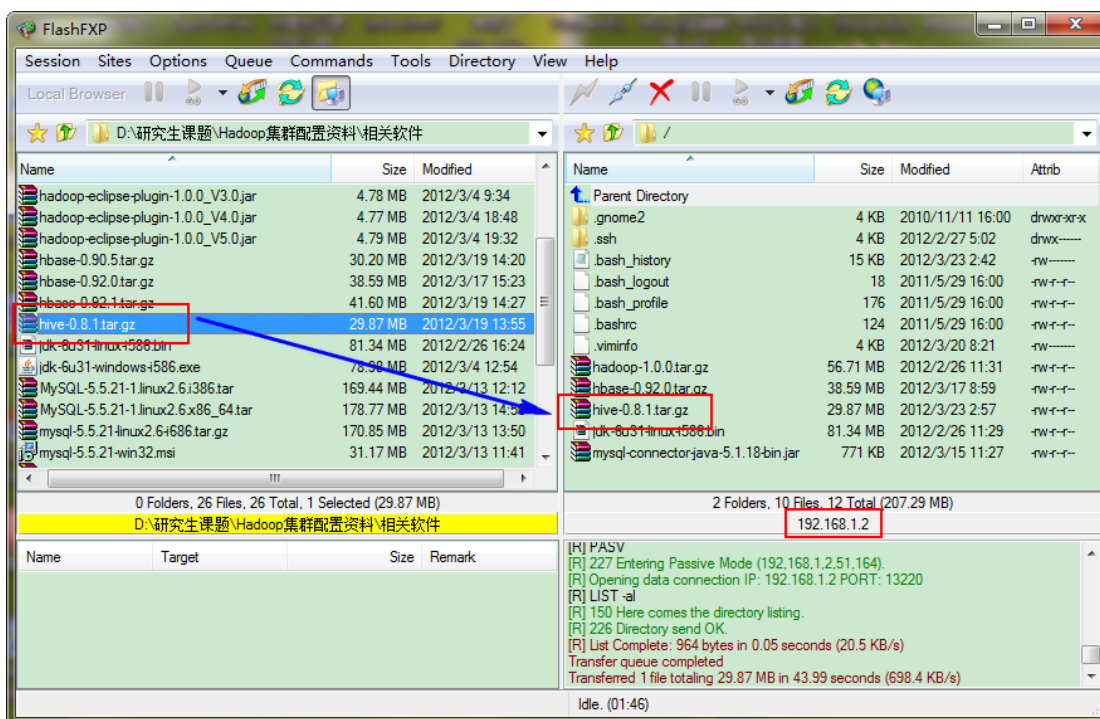 FlashFXP
Session Sites Options Queue Commands Tools Directory View Help
Local Browser
D:\研究生课题\Hadoop集群配置资料\相关软件
Name Size Modified
hadoop-eclipse-plugin-1.0.0_V3.0.jar 4.78 MB 2012/3/4 9:34
hadoop-eclipse-plugin-1.0.0_V4.0.jar 4.77 MB 2012/3/4 18:48
hadoop-eclipse-plugin-1.0.0_V5.0.jar 4.79 MB 2012/3/4 19:32
hbase-0.90.5.tar.gz 30.20 MB 2012/3/19 14:20
hbase-0.92.0.tar.gz 38.59 MB 2012/3/17 15:23
hbase-0.92.1.tar.gz 41.60 MB 2012/3/19 14:27
hive-0.8.1.tar.gz 29.87 MB 2012/3/19 13:55
jdk-6u31-linux-i586.bin 81.34 MB 2012/2/26 16:24
jdk-6u31-windows-i586.exe 78.98 MB 2012/3/4 12:54
MySQL-5.5.21-1.linux2.6.i386.tar 169.44 MB 2012/3/13 12:12
MySQL-5.5.21-1.linux2.6.x86_64.tar 178.77 MB 2012/3/13
mysql-5.5.21-linux2.6-i686.tar.gz 170.85 MB 2012/3/13 13:50
mysql-5.5.21-win32.msi 31.17 MB 2012/3/13 11:41
0 Folders, 26 Files, 26 Total, 1 Selected (29.87 MB)
D:\研究生课题\Hadoop集群配置资料\相关软件
Name Target Size Remark
/
Name Size Modified Attrib
Parent Directory
.gnome2 4 KB 2010/11/11 16:00 drwxr-xr-x
.ssh 4 KB 2012/2/27 5:02 drwx------
.bash_history 15 KB 2012/3/23 2:42 -rw-------
.bash_logout 18 2011/5/29 16:00 -rw-r--r--
.bash_profile 176 2011/5/29 16:00 -rw-r--r--
.bashrc 124 2011/5/29 16:00 -rw-r--r--
.viminfo 4 KB 2012/3/20 8:21 -rw-------
hadoop-1.0.0.tar.gz 56.71 MB 2012/2/26 11:31 -rw-r--r--
hbase-0.92.0.tar.gz 38.59 MB 2012/3/17 8:59 -rw-r--r--
hive-0.8.1.tar.gz 29.87 MB 2012/3/23 2:57 -rw-r--r--
jdk-6u31-linux-i586.bin 81.34 MB 2012/2/26 11:29 -rw-r--r--
mysql-connector-java-5.1.18-bin.jar 771 KB 2012/3/15 11:27 -rw-r--r--
2 Folders, 10 Files, 12 Total (207.29 MB)
192.168.1.2
[R] PASV
[R] 227 Entering Passive Mode (192,168,1,2,51,164).
[R] Opening data connection IP: 192.168.1.2 PORT: 13220
[R] LIST -al
[R] 150 Here comes the directory listing.
[R] 226 Directory send OK.
[R] List Complete: 964 bytes in 0.05 seconds (20.5 KB/s)
Transfer queue completed
Transferred 1 file totaling 29.87 MB in 43.99 seconds (698.4 KB/s)
Idle. (01:46)